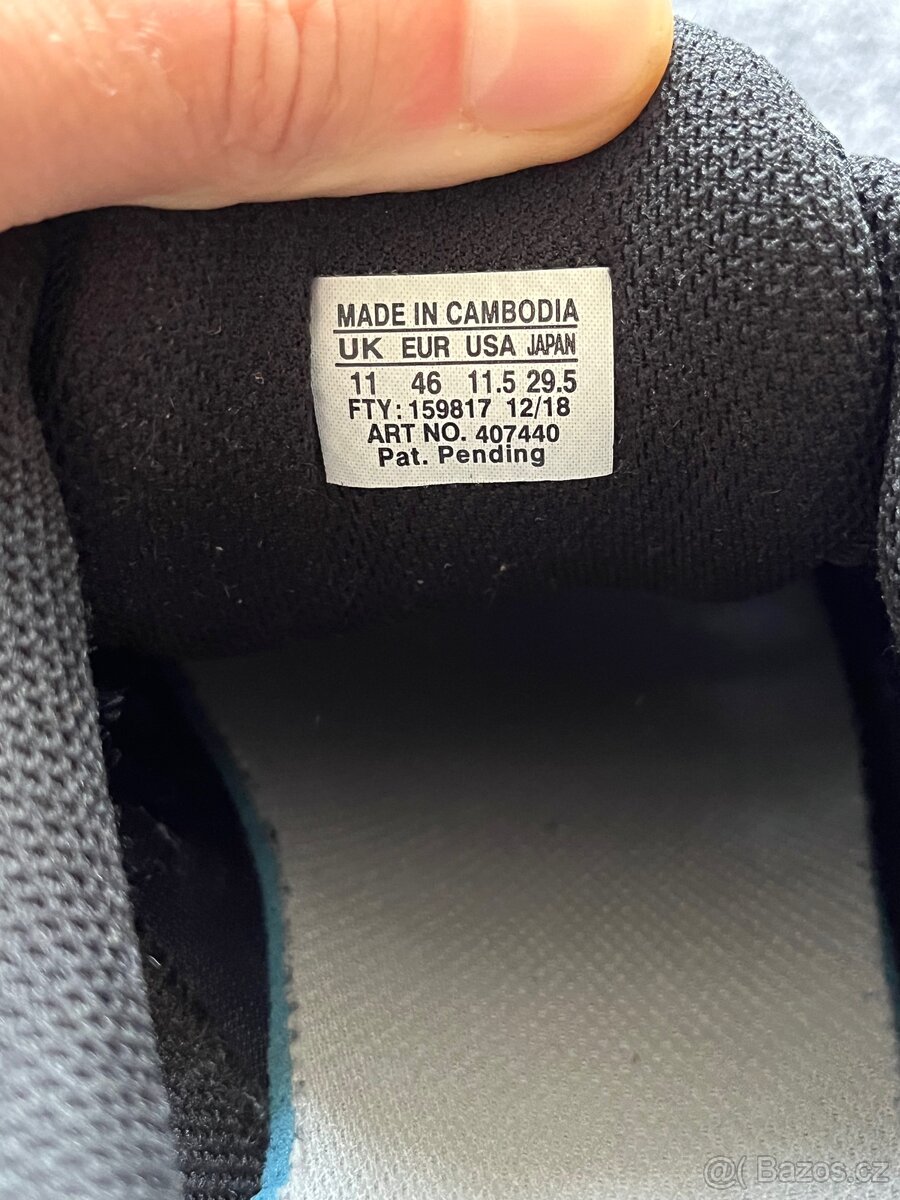 MADE IN CAMBODIA
UK EUR USA JAPAN
11 46 11.5 29.5
FTY: 159817 12/18
ART NO. 407440
Pat. Pending
@( Bazos.cz